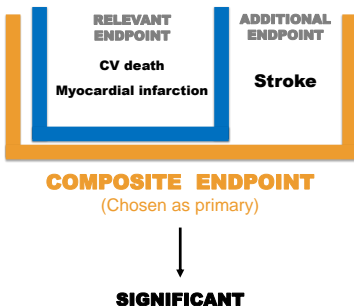 RELEVANT
ENDPOINT
CV death
Myocardial infarction
ADDITIONAL
ENDPOINT
Stroke
COMPOSITE ENDPOINT
(Chosen as primary)
SIGNIFICANT